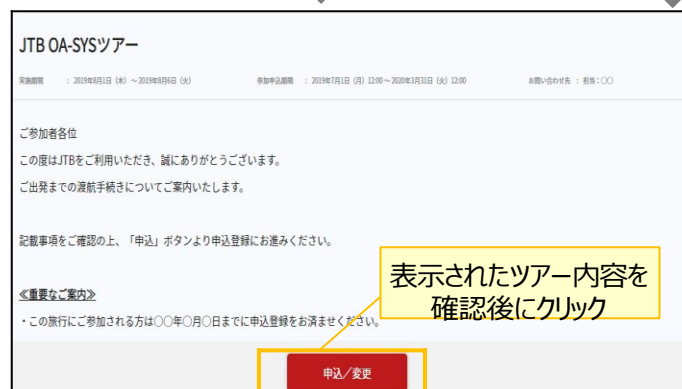 JTB OA-SYSツアー
実施期間 : 2019年8月1日 (木) ～2019年8月6日 (火) 参加申込期間 : 2019年7月1日 (月) 12:00～2020年3月31日 (火) 12:00 お問い合わせ先 : 担当：〇〇
ご参加者各位
この度はJTBをご利用いただき、誠にありがとうございます。
ご出発までの渡航手続きについてご案内いたします。
記載事項をご確認の上、「申込」ボタンより申込登録にお進みください。
表示されたツアー内容を
確認後にクリック
≪重要なご案内≫
・この旅行にご参加される方は〇〇年〇月〇日までに申込登録をお済ませください。
申込／変更